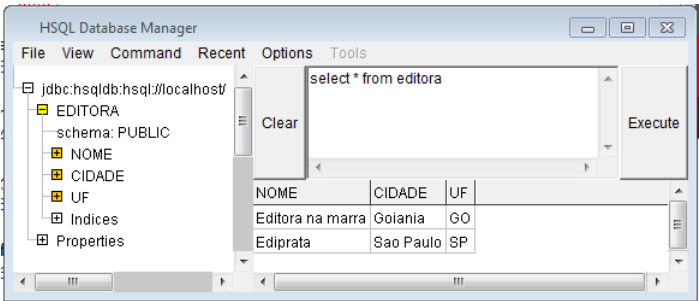 HSQL Database Manager
File View Command Recent Options Tools
jdbc:hsqldb:hsql://localhost/
EDITORA
schema: PUBLIC
NOME
CIDADE
UF
Indices
Properties
Clear
select * from editora
Execute
NOME CIDADE UF
Editora na marra Goiania GO
Ediprata Sao Paulo SP